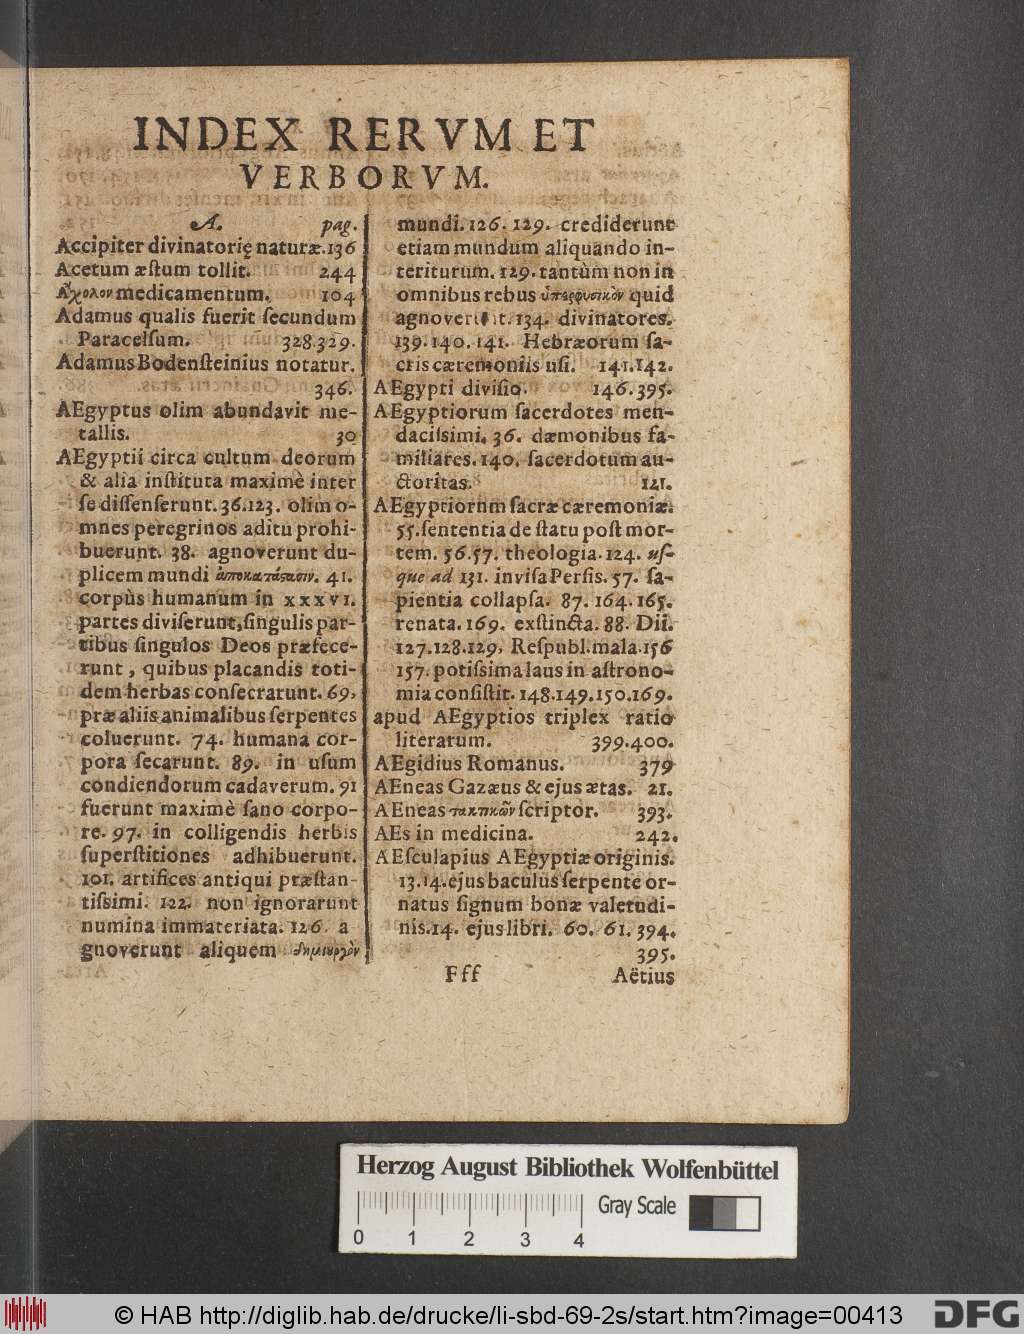 INDEX RERVM ET
VERBORVM.
A. pag.
Accipiter divinatorię naturæ. 136
Acetum æstum tollit. 244
Ἄχολον medicamentum. 104
Adamus qualis fuerit secundum
Paracelsum. 328.329.
Adamus Bodensteinius notatur.
346.
AEgyptus olim abundavit me-
tallis. 30
AEgyptii circa cultum deorum
& alia instituta maximè inter
se dissenserunt. 36.123. olim o-
mnes peregrinos aditu prohi-
buerunt. 38. agnoverunt du-
plicem mundi ἀποκατάστασιν. 41.
corpùs humanum in xxxvi.
partes diviserunt, singulis par-
tibus singulos Deos præfece-
runt, quibus placandis toti-
dem herbas consecrarunt. 69,
præ aliis animalibus serpentes
coluerunt. 74. humana cor-
pora secarunt. 89. in usum
condiendorum cadaverum. 91
fuerunt maximè sano corpo-
re. 97. in colligendis herbis
superstitiones adhibuerunt.
101. artifices antiqui præstan-
tissimi. 122. non ignorarunt
numina immateriata. 126. a
gnoverunt aliquem δημιουργὸν
mundi. 126. 129. crediderunt
etiam mundum aliquando in-
teriturum. 129. tantùm non in
omnibus rebus ὑπερφυσικὸν quid
agnoverunt. 134. divinatores.
139. 140. 141. Hebræorum sa-
cris cæremoniis usi. 141.142.
AEgypti divisio. 146.395.
AEgyptiorum sacerdotes men-
dacissimi. 36. dæmonibus fa-
miliares. 140. sacerdotum au-
ctoritas. 121.
AEgyptiorum sacræ cæremoniæ.
55. sententia de statu post mor-
tem. 56.57. theologia. 124. us-
que ad 131. invisa Persis. 57. sa-
pientia collapsa. 87. 164. 165.
renata. 169. exstincta. 88. Dii.
127.128.129, Respubl. mala. 156
157. potissima laus in astrono-
mia consistit. 148.149.150.169.
apud AEgyptios triplex ratio
literarum. 399.400.
AEgidius Romanus. 379
AEneas Gazæus & ejus ætas. 21.
AEneas τακτικῶν scriptor. 393.
AEs in medicina. 242.
AEsculapius AEgyptiæ originis.
13.14. ejus baculus serpente or-
natus signum bonæ valetudi-
nis. 14. ejus libri. 60. 61. 394.
395.
Fff Aëtius
Herzog August Bibliothek Wolfenbüttel
Gray Scale
0 1 2 3 4
© HAB http://diglib.hab.de/drucke/li-sbd-69-2s/start.htm?image=00413
DFG